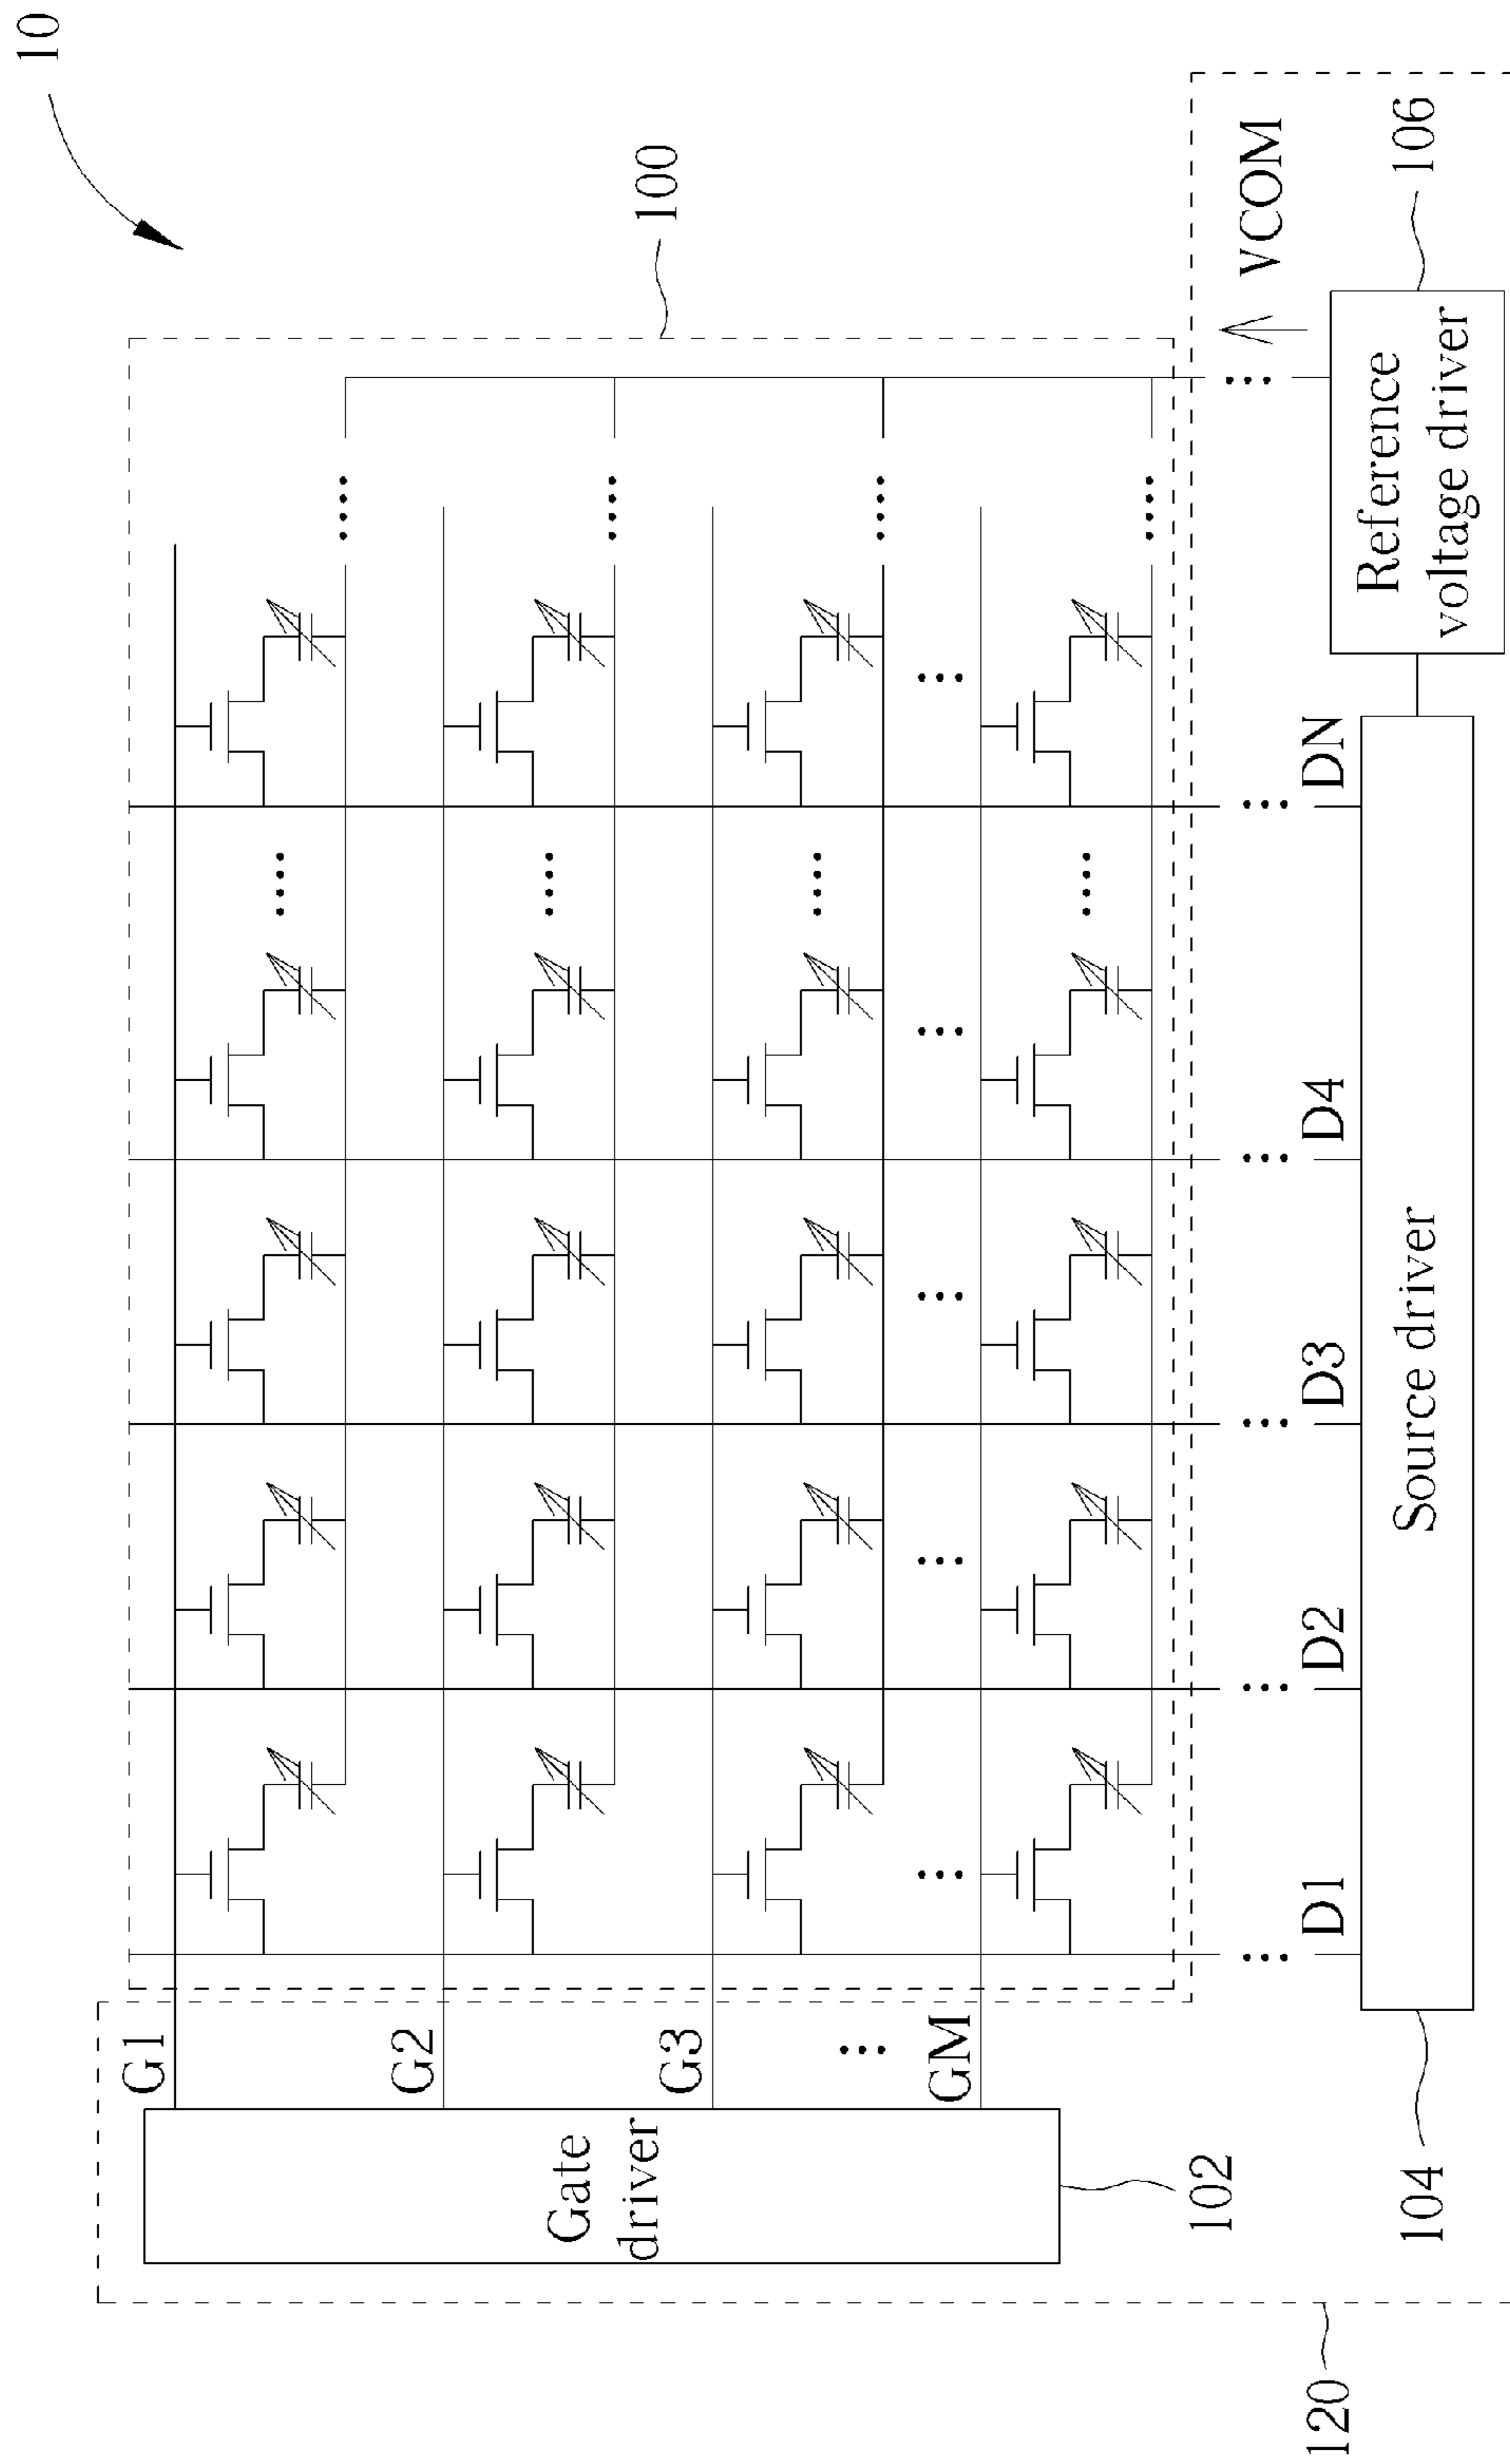 10
100
G1
G2
G3
GM
Gate
driver
102
D1
D2
D3
D4
DN
VCOM
Source driver
Reference
voltage driver
106
104
120